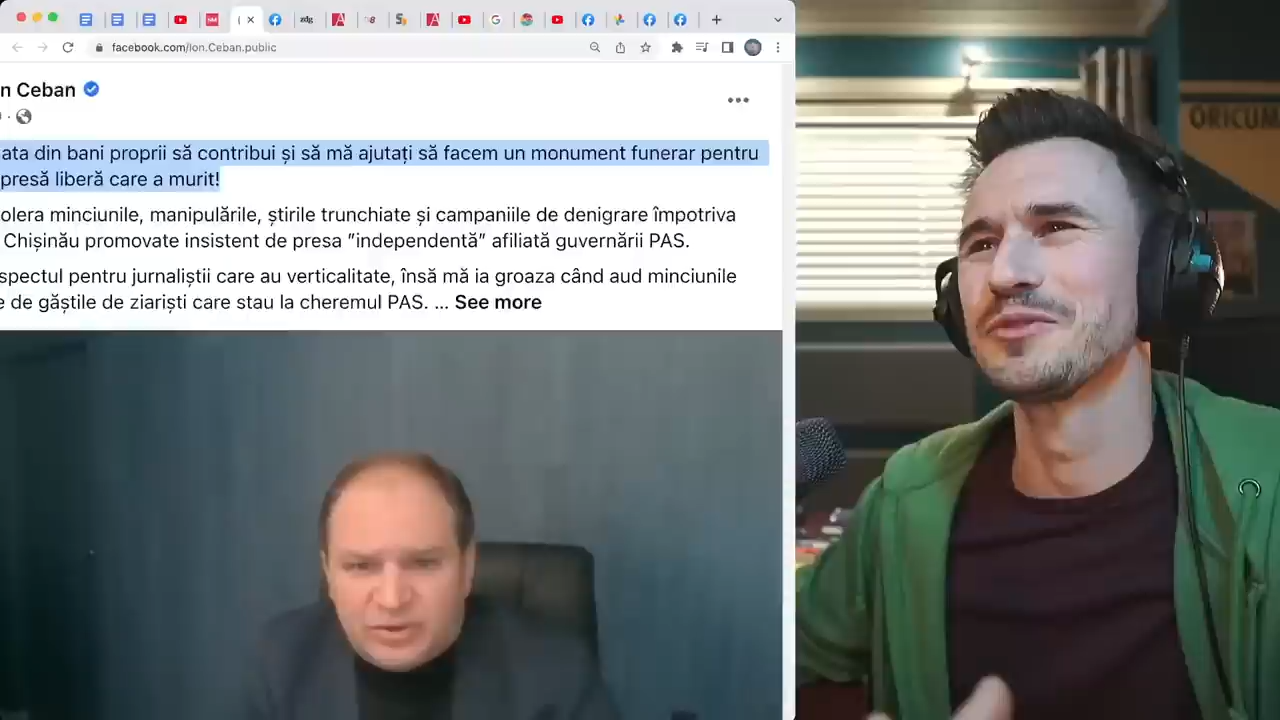 zdg
facebook.com/Ion.Ceban.public
n Ceban
ata din bani proprii să contribui și să mă ajutați să facem un monument funerar pentru
presă liberă care a murit!
olera minciunile, manipulările, știrile trunchiate și campaniile de denigrare împotriva
Chișinău promovate insistent de presa ”independentă” afiliată guvernării PAS.
spectul pentru jurnaliștii care au verticalitate, însă mă ia groaza când aud minciunile
e de găștile de ziariști care stau la cheremul PAS. ... See more
ORICUM